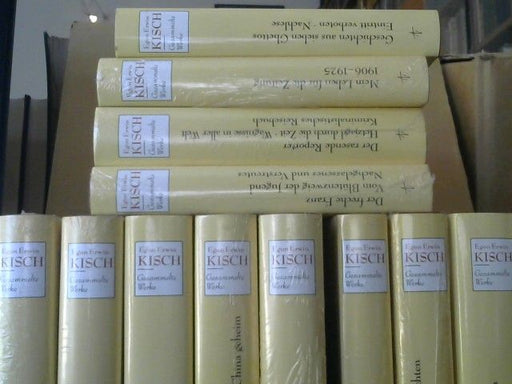 Egon Erwin
KISCH
Gesammelte
Werke
Geschichten aus sieben Ghettos
Eintritt verboten · Nachlese
Egon Erwin
KISCH
Gesammelte
Werke
Mein Leben für die Zeitung
1906–1925
Egon Erwin
KISCH
Gesammelte
Werke
Der rasende Reporter
Hetzjagd durch die Zeit · Wagnisse in aller Welt
Kriminalistisches Reisebuch
Egon Erwin
KISCH
Gesammelte
Werke
Der freche Franz
Vom Blütenzweig der Jugend
Nachgelassenes und Verstreutes
Egon Erwin
KISCH
Gesammelte
Werke
Egon Erwin
KISCH
Gesammelte
Werke
Egon Erwin
KISCH
Gesammelte
Werke
Egon Erwin
KISCH
Gesammelte
Werke
China geheim
Egon Erwin
KISCH
Gesammelte
Werke
Egon Erwin
KISCH
Gesammelte
Werke
Egon Erwin
KISCH
Gesammelte
Werke
hten
Egon Erwin
KISCH
Gesammelte
Werke